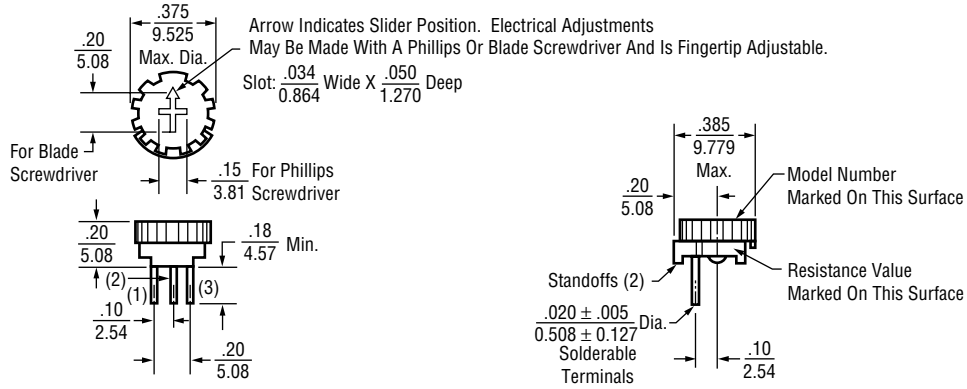 .375
9.525
Max. Dia.
.20
5.08
Arrow Indicates Slider Position. Electrical Adjustments
May Be Made With A Phillips Or Blade Screwdriver And Is Fingertip Adjustable.
Slot: .034 Wide X .050 Deep
0.864 1.270
For Blade
Screwdriver
.15 For Phillips
3.81 Screwdriver
.20
5.08
.18
4.57 Min.
(2)
(1)
(3)
.10
2.54
.20
5.08
.385
9.779
Max.
.20
5.08
Model Number
Marked On This Surface
Standoffs (2)
Resistance Value
Marked On This Surface
.020 ± .005
0.508 ± 0.127 Dia.
Solderable
Terminals
.10
2.54